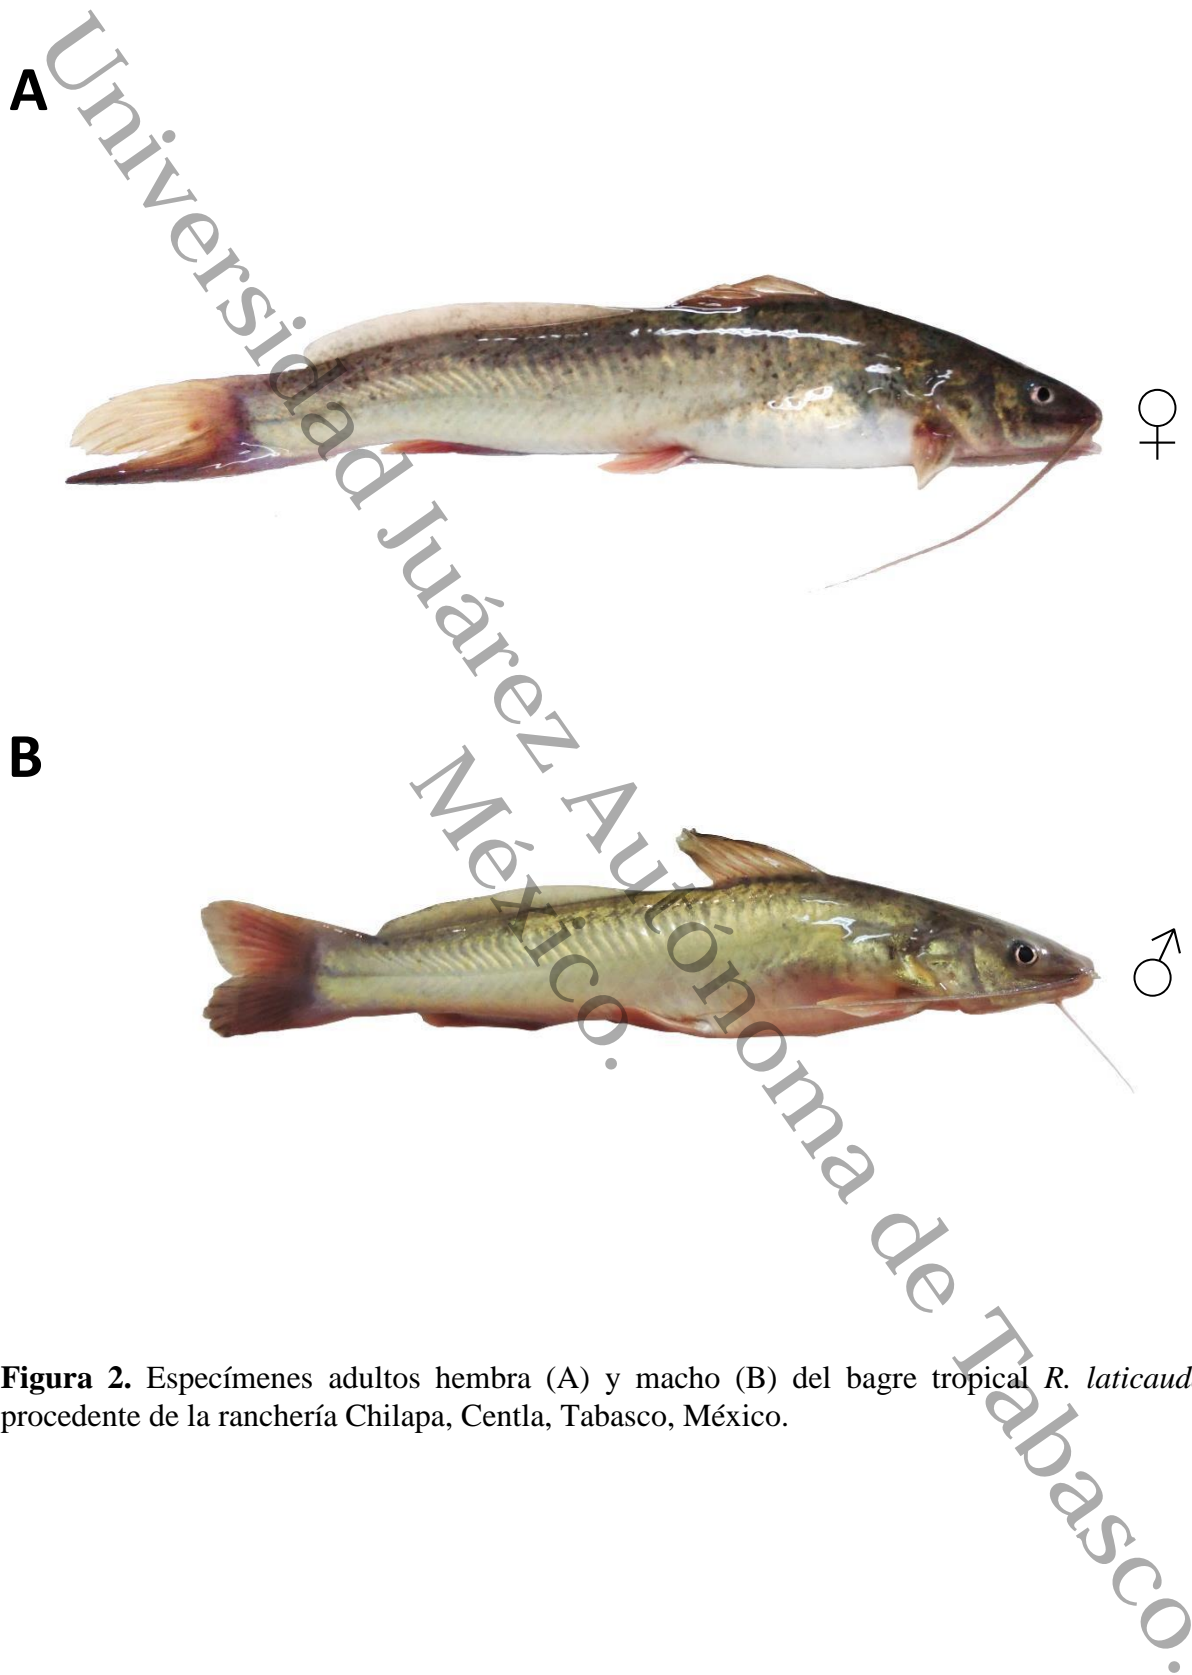 A
♀
B
♂
Figura 2. Especímenes adultos hembra (A) y macho (B) del bagre tropical R. laticaud
procedente de la ranchería Chilapa, Centla, Tabasco, México.
Universidad Juárez Autónoma de Tabasco.
México.